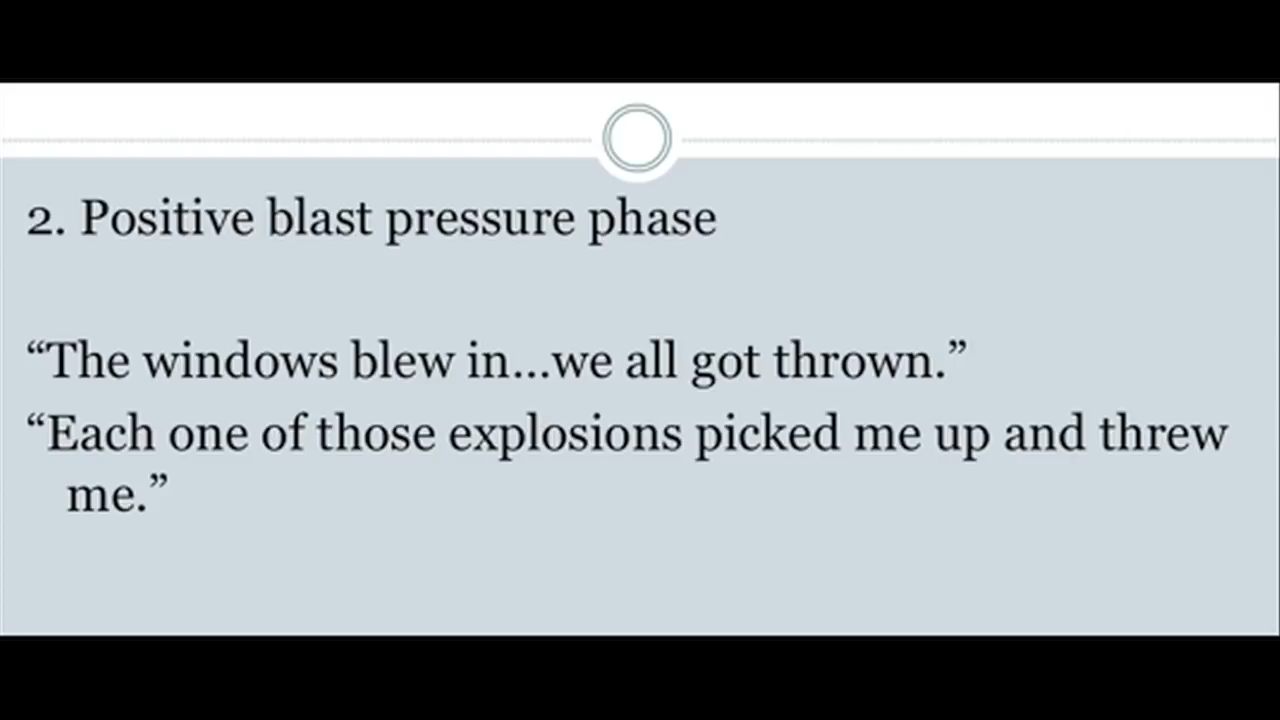 2. Positive blast pressure phase
“The windows blew in...we all got thrown.”
“Each one of those explosions picked me up and threw
me.”